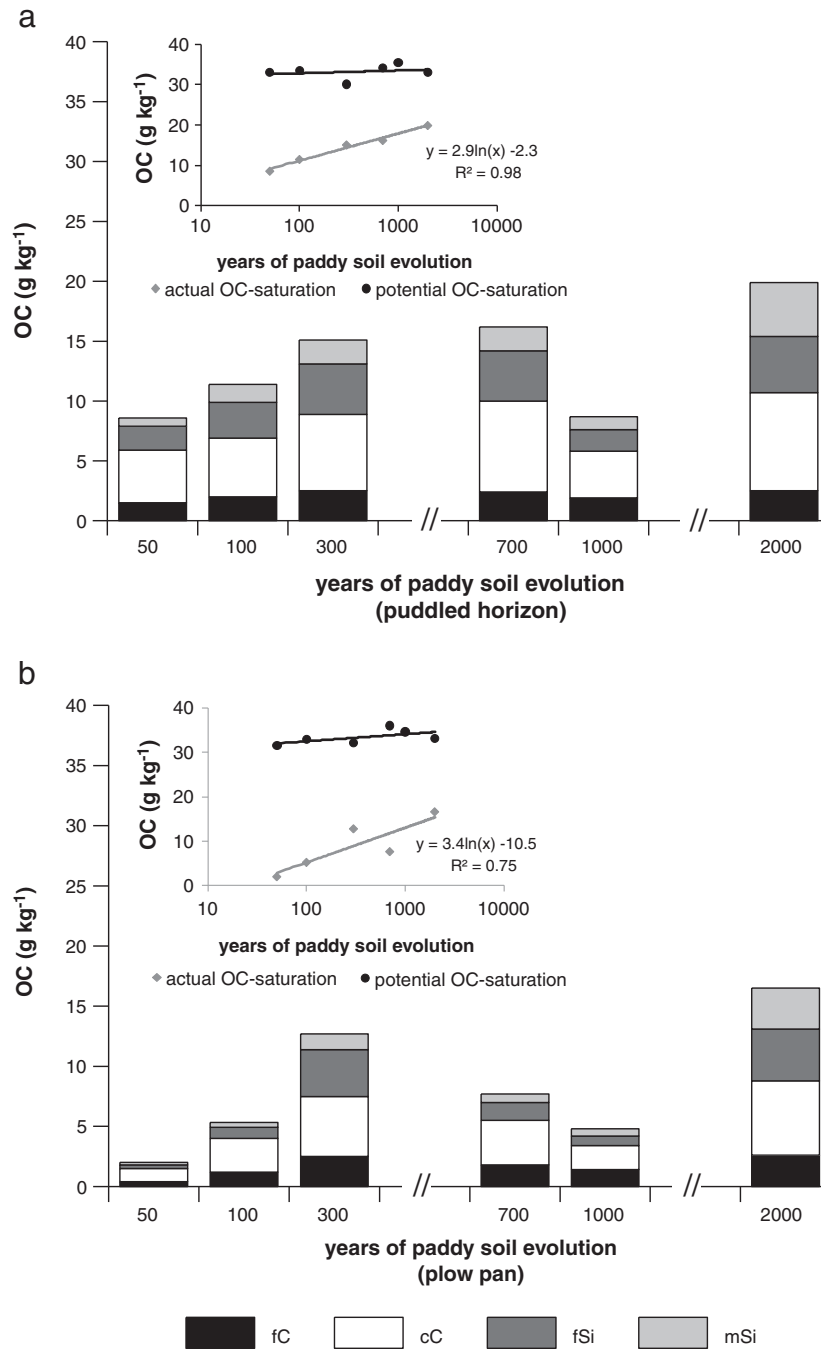 a
40
35
30
25
20
15
10
5
0
OC (g kg⁻¹)
40
30
20
10
0
OC (g kg⁻¹)
y = 2.9ln(x) -2.3
R² = 0.98
10 100 1000 10000
years of paddy soil evolution
actual OC-saturation potential OC-saturation
50 100 300 // 700 1000 // 2000
years of paddy soil evolution
(puddled horizon)
b
40
35
30
25
20
15
10
5
0
OC (g kg⁻¹)
40
30
20
10
0
OC (g kg⁻¹)
y = 3.4ln(x) -10.5
R² = 0.75
10 100 1000 10000
years of paddy soil evolution
actual OC-saturation potential OC-saturation
50 100 300 // 700 1000 // 2000
years of paddy soil evolution
(plow pan)
fC cC fSi mSi